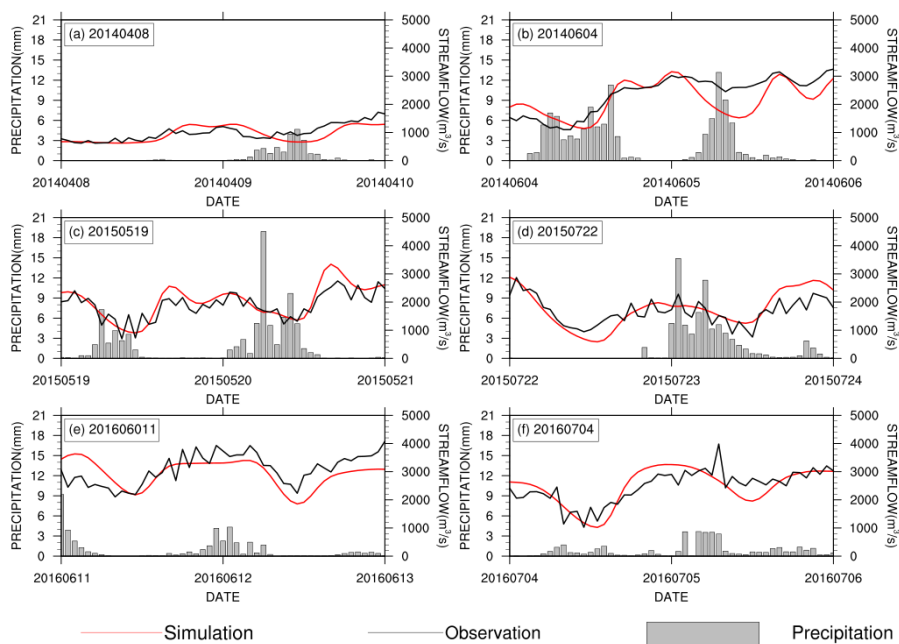 (a) 20140408
PRECIPITATION(mm)
21
18
15
12
9
6
3
0
5000
4000
3000
2000
1000
0
STREAMFLOW(m³/s)
20140408 20140409 20140410
DATE
(b) 20140604
PRECIPITATION(mm)
21
18
15
12
9
6
3
0
5000
4000
3000
2000
1000
0
STREAMFLOW(m³/s)
20140604 20140605 20140606
DATE
(c) 20150519
PRECIPITATION(mm)
21
18
15
12
9
6
3
0
5000
4000
3000
2000
1000
0
STREAMFLOW(m³/s)
20150519 20150520 20150521
DATE
(d) 20150722
PRECIPITATION(mm)
21
18
15
12
9
6
3
0
5000
4000
3000
2000
1000
0
STREAMFLOW(m³/s)
20150722 20150723 20150724
DATE
(e) 201606011
PRECIPITATION(mm)
21
18
15
12
9
6
3
0
5000
4000
3000
2000
1000
0
STREAMFLOW(m³/s)
20160611 20160612 20160613
DATE
(f) 20160704
PRECIPITATION(mm)
21
18
15
12
9
6
3
0
5000
4000
3000
2000
1000
0
STREAMFLOW(m³/s)
20160704 20160705 20160706
DATE
Simulation Observation Precipitation